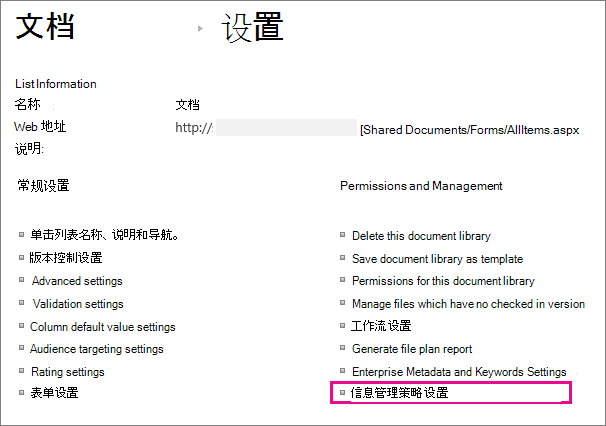 文档 ▸ 设置
List Information
名称 文档
Web 地址 http://: [Shared Documents/Forms/AllItems.aspx
说明:
常规设置
单击列表名称、说明和导航。
版本控制设置
Advanced settings
Validation settings
Column default value settings
Audience targeting settings
Rating settings
表单设置
Permissions and Management
Delete this document library
Save document library as template
Permissions for this document library
Manage files which have no checked in version
工作流设置
Generate file plan report
Enterprise Metadata and Keywords Settings
信息管理策略设置